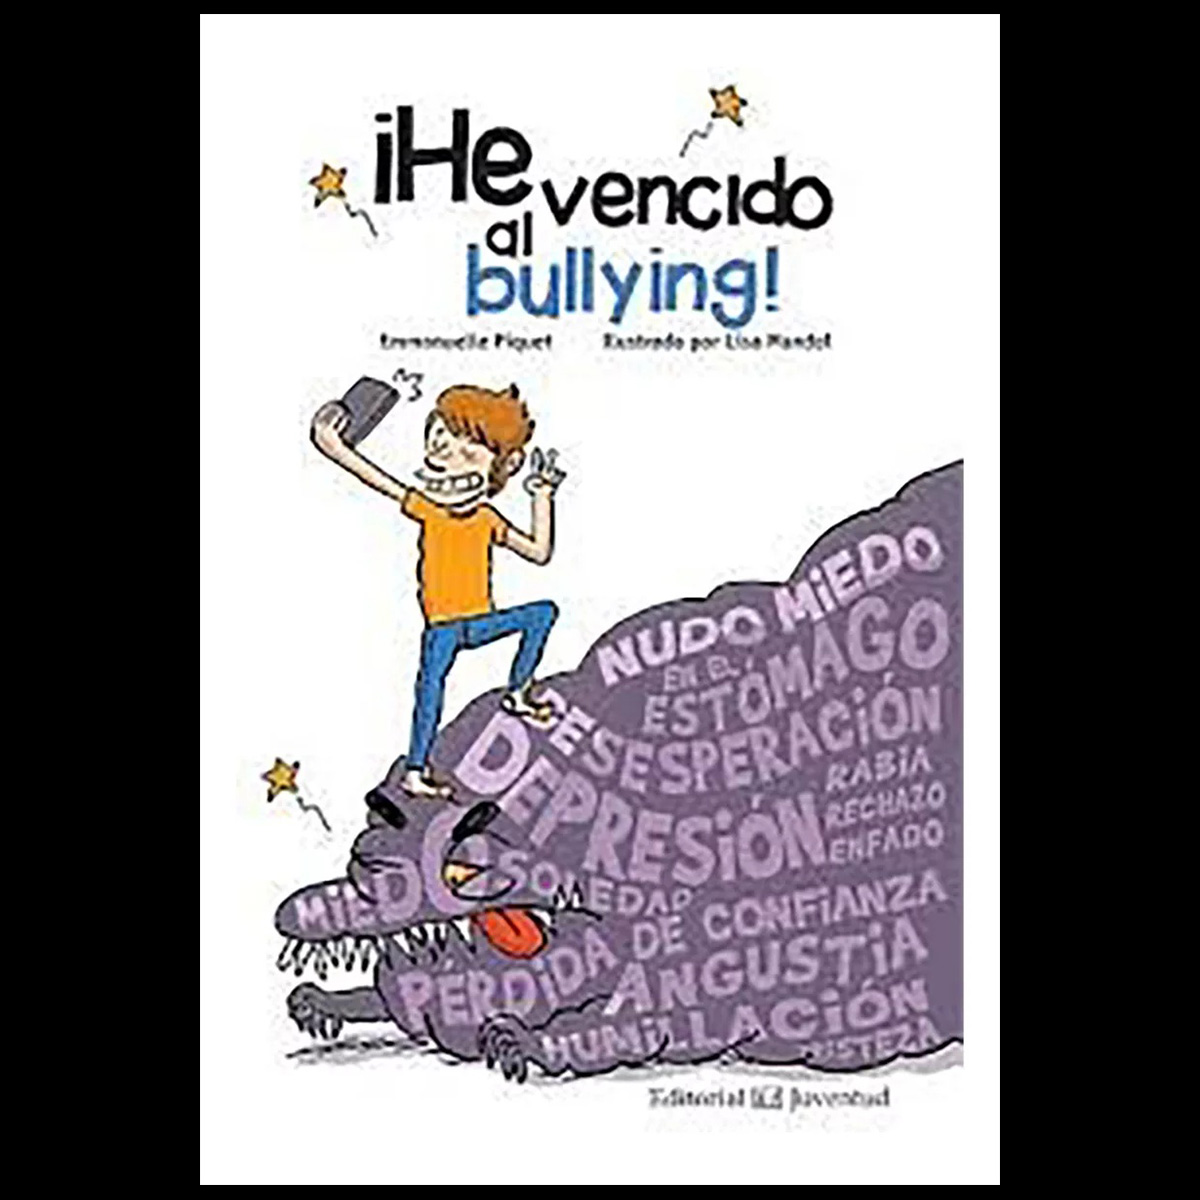 ¡He
vencido
al
bullying!
Emmanuelle Piquet
Ilustrado por Lisa Mandel
NUDO
MiEDO
EN EL
ESTÓMAGO
DESESPERACiÓN
DEPRESiÓN
RABiA
RECHAZO
ENFADO
MiEDO
SOLEDAD
PÉRDiDA DE CONFiANZA
ANGUSTiA
HUMiLLACiÓN
TRiSTEZA
Editorial Juventud